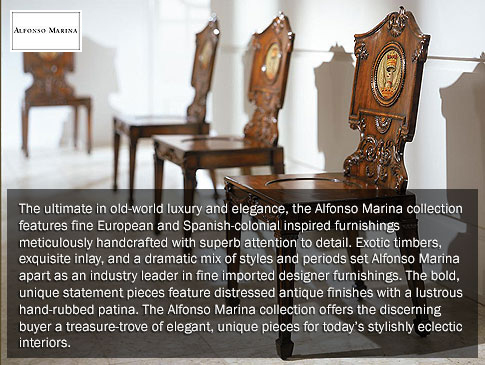 ALFONSO MARINA
The ultimate in old-world luxury and elegance, the Alfonso Marina collection
features fine European and Spanish-colonial inspired furnishings
meticulously handcrafted with superb attention to detail. Exotic timbers,
exquisite inlay, and a dramatic mix of styles and periods set Alfonso Marina
apart as an industry leader in fine imported designer furnishings. The bold,
unique statement pieces feature distressed antique finishes with a lustrous
hand-rubbed patina. The Alfonso Marina collection offers the discerning
buyer a treasure-trove of elegant, unique pieces for today's stylishly eclectic
interiors.